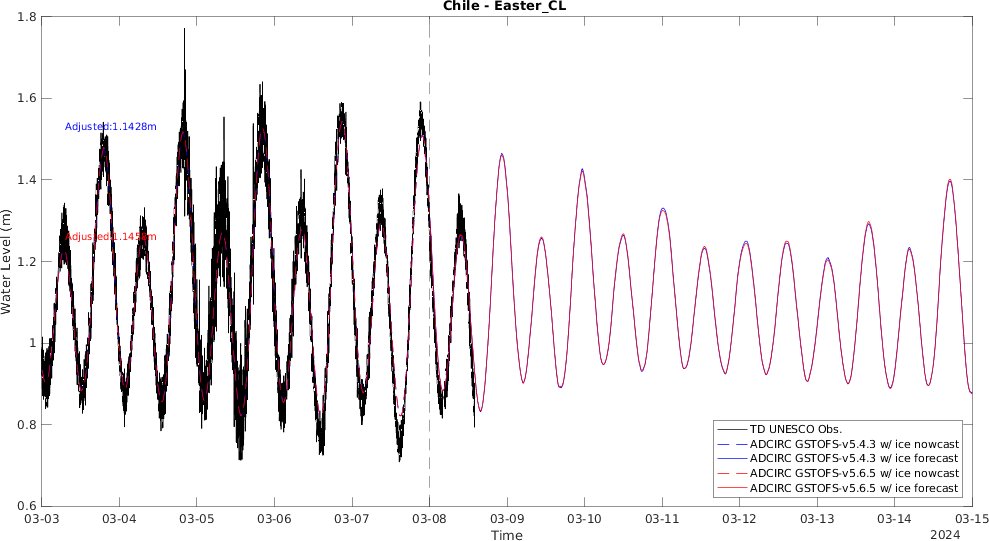 Chile - Easter_CL
1.8
1.6
1.4
1.2
1
0.8
0.6
Water Level (m)
Adjusted:1.1428m
Adjusted:1.145
TD UNESCO Obs.
ADCIRC GSTOFS-v5.4.3 w/ ice nowcast
ADCIRC GSTOFS-v5.4.3 w/ ice forecast
ADCIRC GSTOFS-v5.6.5 w/ ice nowcast
ADCIRC GSTOFS-v5.6.5 w/ ice forecast
03-03 03-04 03-05 03-06 03-07 03-08 03-09 03-10 03-11 03-12 03-13 03-14 03-15
Time
2024